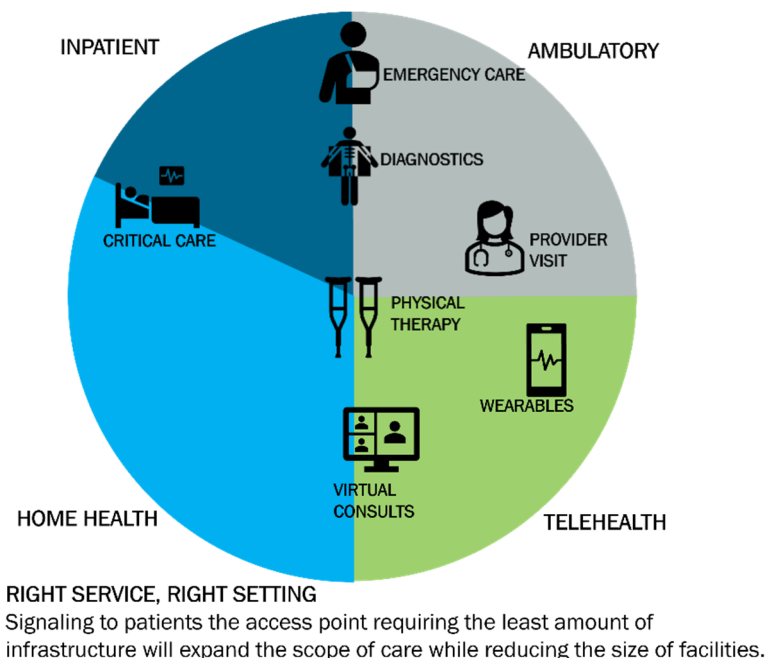 INPATIENT
AMBULATORY
EMERGENCY CARE
DIAGNOSTICS
CRITICAL CARE
PROVIDER
VISIT
PHYSICAL
THERAPY
WEARABLES
VIRTUAL
CONSULTS
HOME HEALTH
TELEHEALTH
RIGHT SERVICE, RIGHT SETTING
Signaling to patients the access point requiring the least amount of
infrastructure will expand the scope of care while reducing the size of facilities.